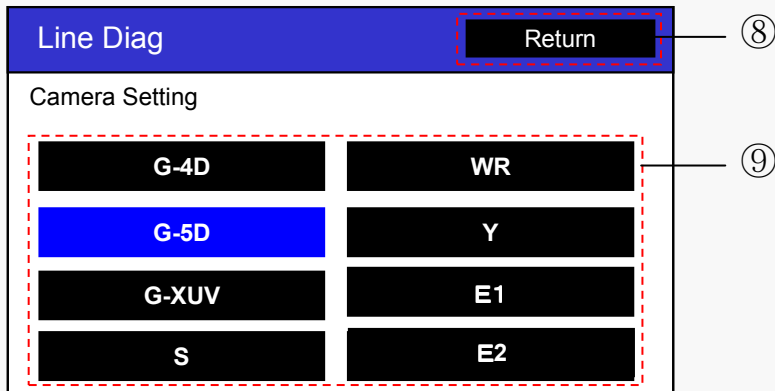 Line Diag Return ⑧
Camera Setting
G-4D WR ⑨
G-5D Y
G-XUV E1
S E2